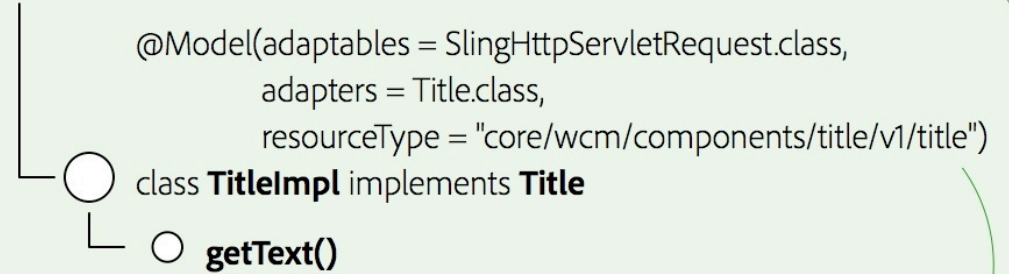 @Model(adaptables = SlingHttpServletRequest.class,
adapters = Title.class,
resourceType = "core/wcm/components/title/v1/title")
class TitleImpl implements Title
getText()